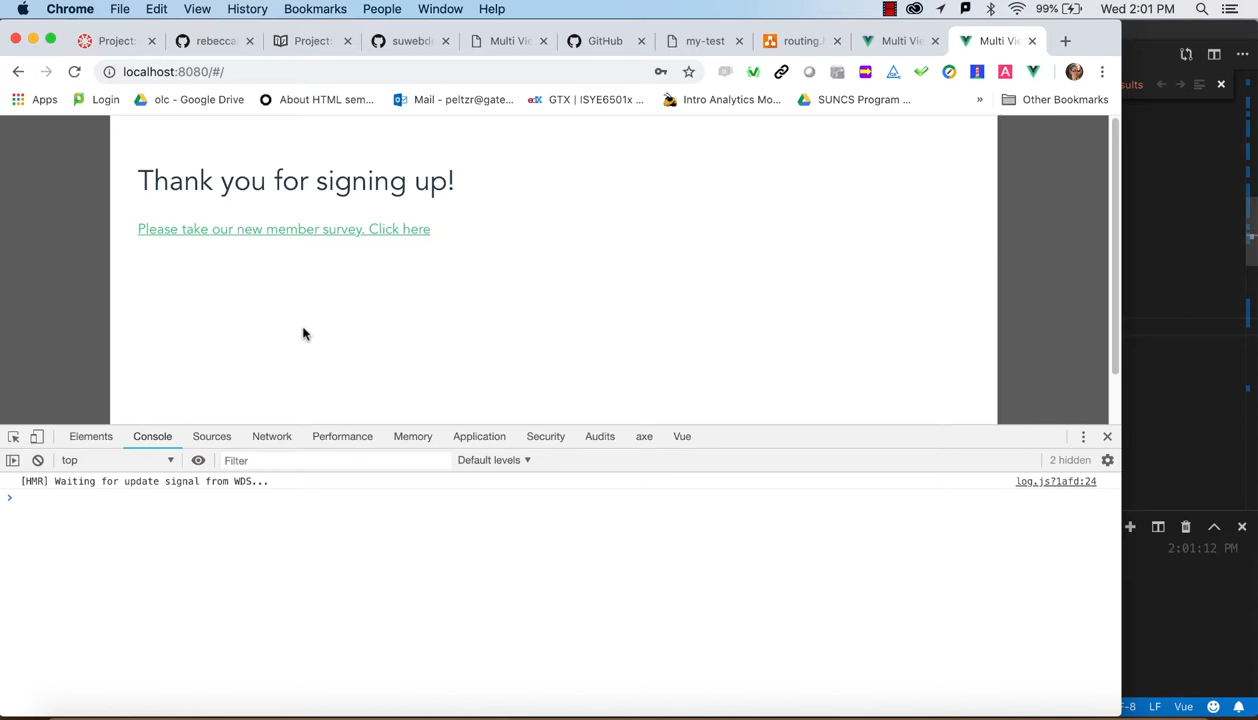 Chrome File Edit View History Bookmarks People Window Help 99% Wed 2:01 PM
Project: rebecca Project: suwebd Multi Vi GitHub my-test routing. Multi Vi Multi Vi
localhost:8080/#/
Apps Login olc - Google Drive About HTML sem... Mail - peltzr@gate... GTX | ISYE6501x ... Intro Analytics Mo... SUNCS Program ... » Other Bookmarks
sults
Thank you for signing up!
Please take our new member survey. Click here
Elements Console Sources Network Performance Memory Application Security Audits axe Vue
top Filter Default levels 2 hidden
[HMR] Waiting for update signal from WDS... log.js?1afd:24
2:01:12 PM
F-8 LF Vue